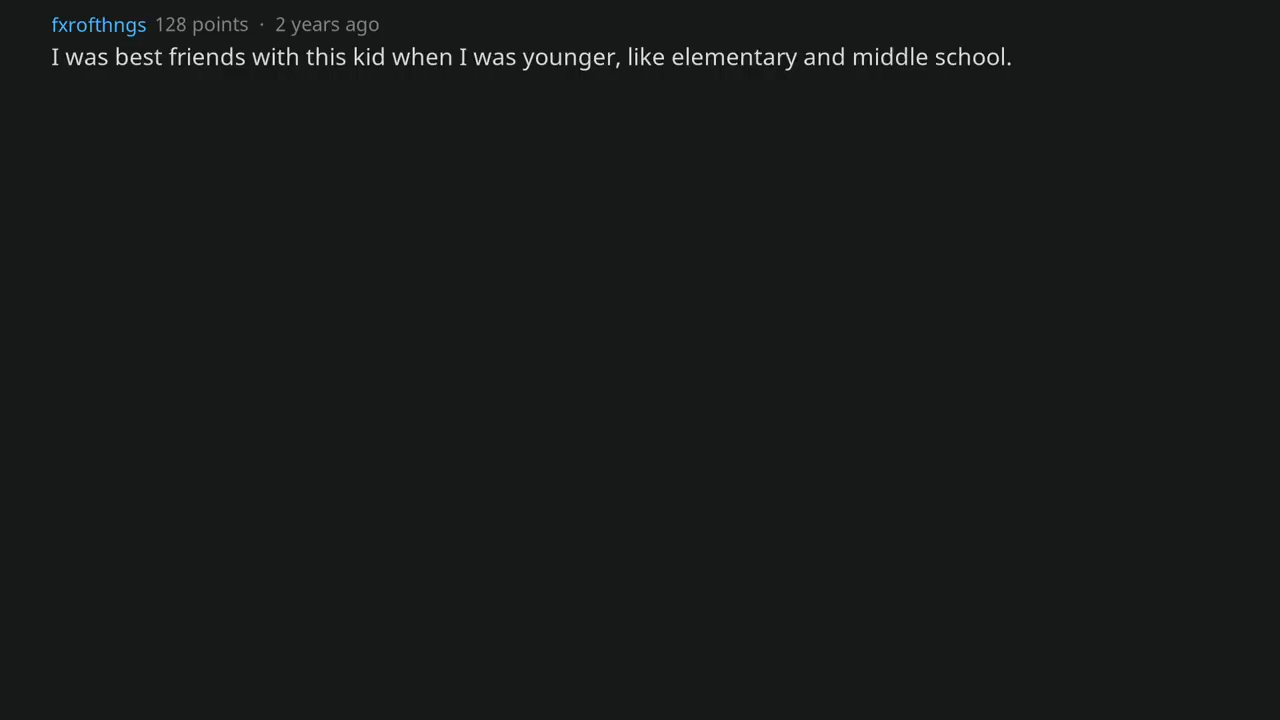 fxrofthngs 128 points · 2 years ago
I was best friends with this kid when I was younger, like elementary and middle school.